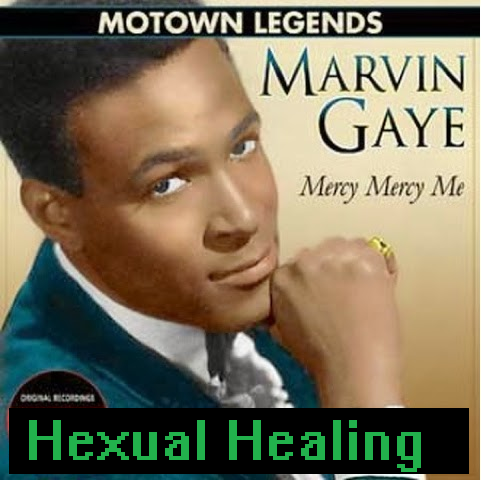 MOTOWN LEGENDS
MARVIN
GAYE
Mercy Mercy Me
ORIGINAL RECORDINGS
Hexual Healing